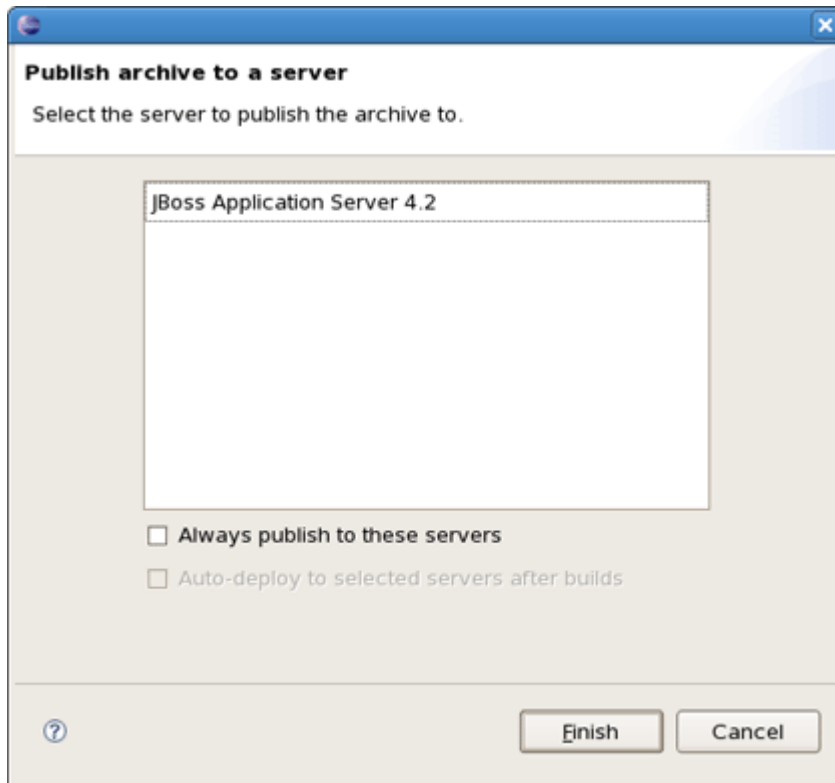 Publish archive to a server
Select the server to publish the archive to.
JBoss Application Server 4.2
Always publish to these servers
Auto-deploy to selected servers after builds
?
Finish
Cancel